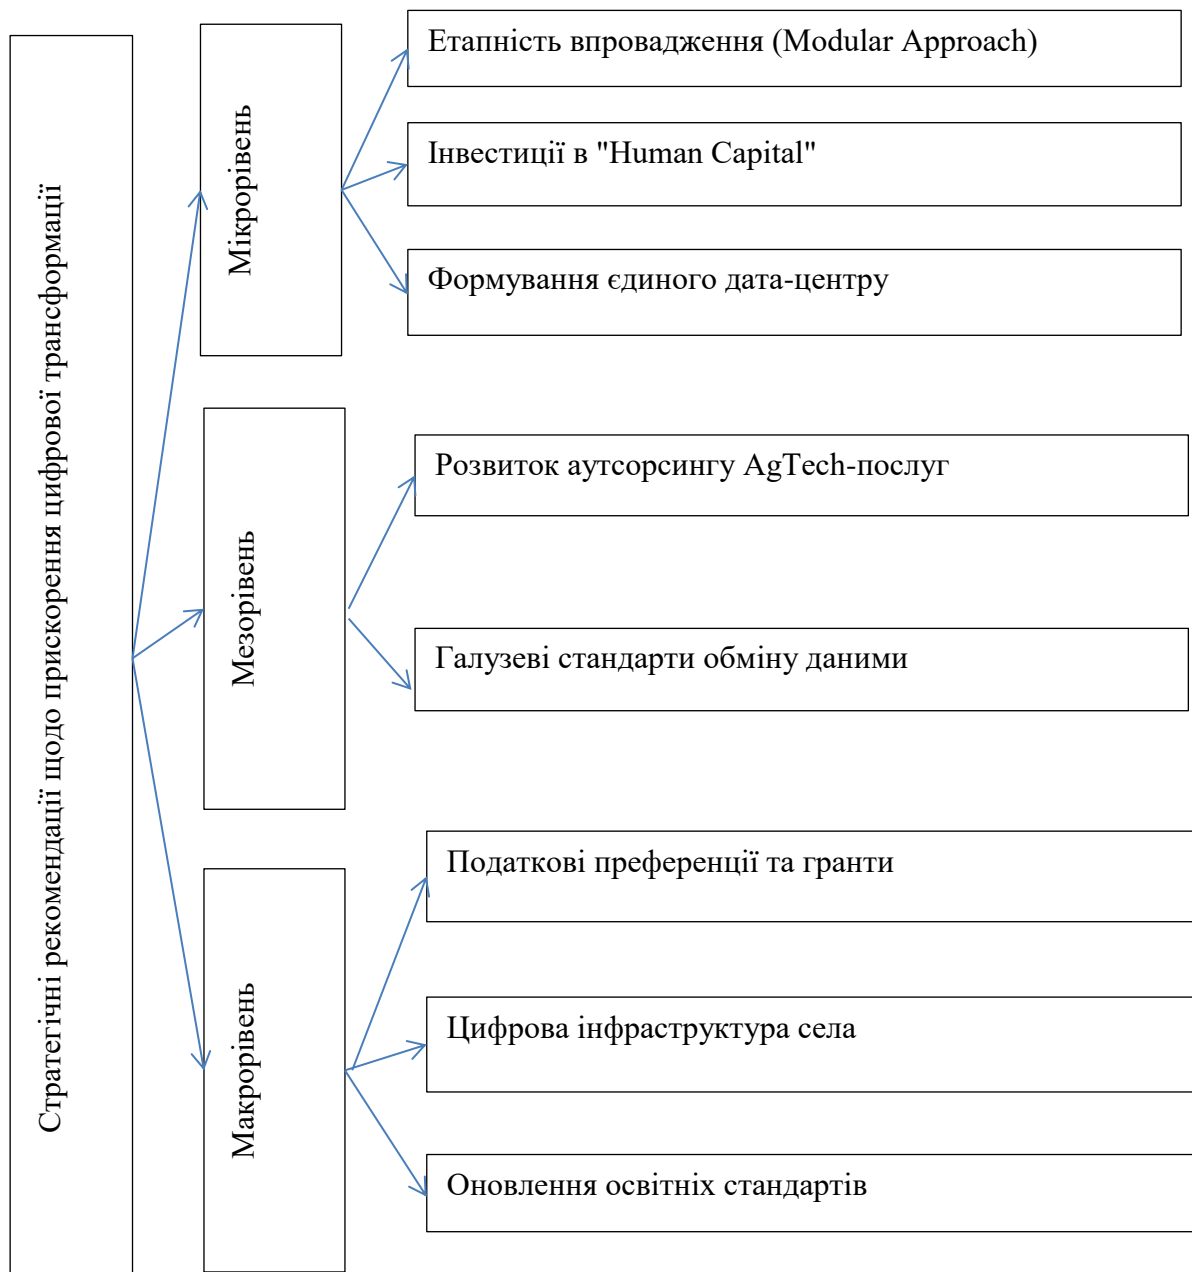 Стратегічні рекомендації щодо прискорення цифрової трансформації
Мікрорівень
Етапність впровадження (Modular Approach)
Інвестиції в "Human Capital"
Формування єдиного дата-центру
Мезорівень
Розвиток аутсорсингу AgTech-послуг
Галузеві стандарти обміну даними
Макрорівень
Податкові преференції та гранти
Цифрова інфраструктура села
Оновлення освітніх стандартів